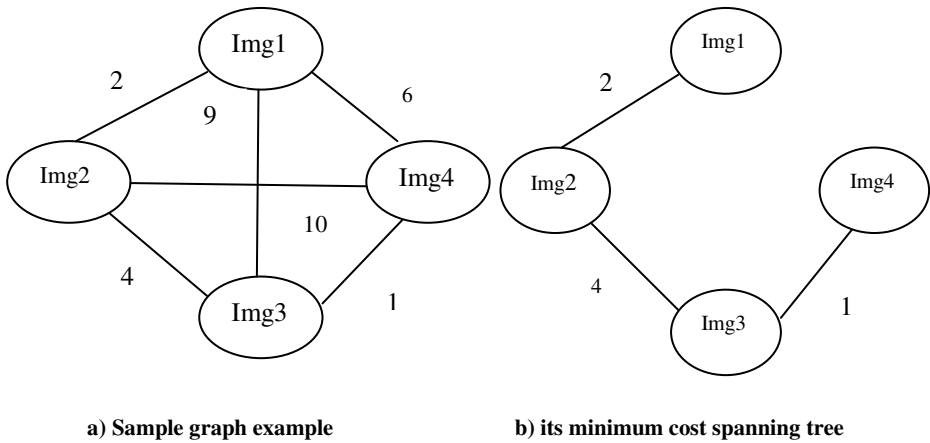 Img1
2
9
6
Img2
Img4
10
4
Img3
1
a) Sample graph example
Img1
2
Img2
Img4
4
Img3
1
b) its minimum cost spanning tree